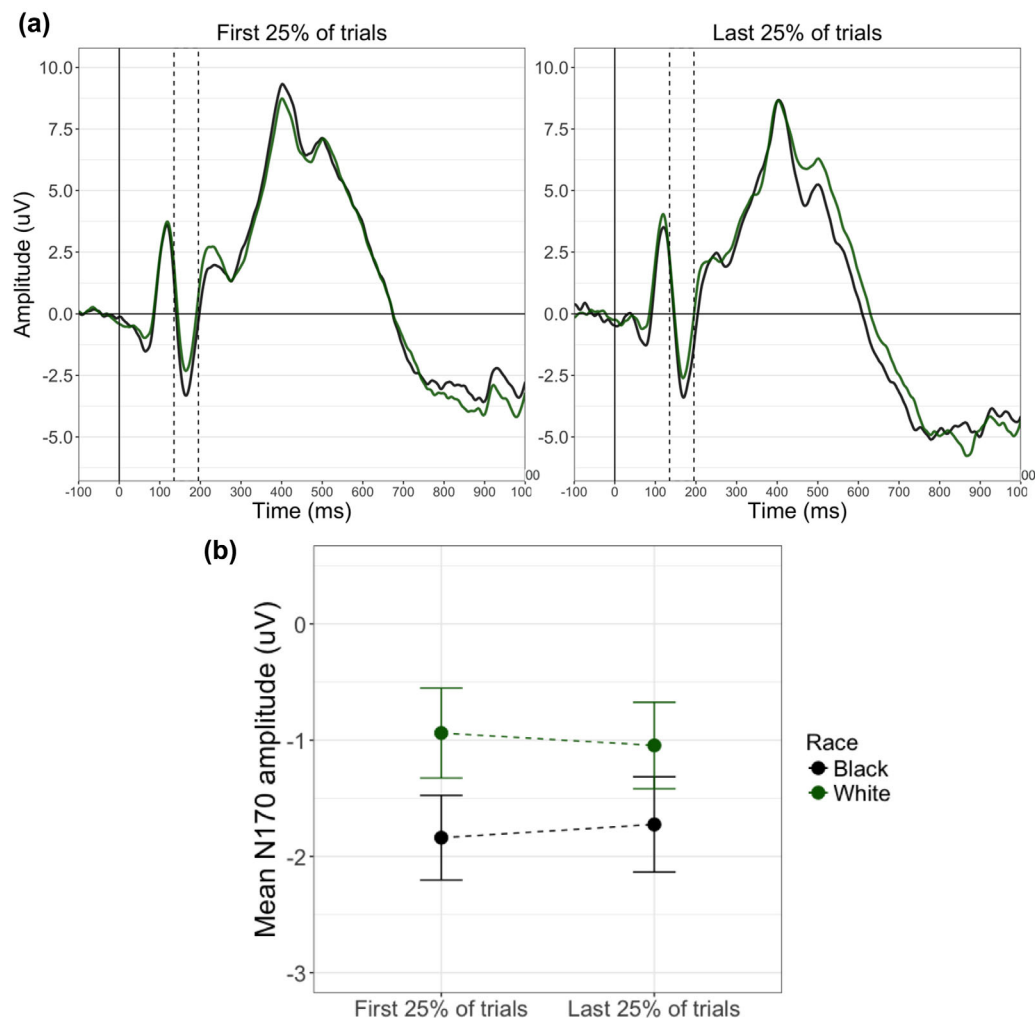 (a)
First 25% of trials
Last 25% of trials
Amplitude (uV)
10.0
7.5
5.0
2.5
0.0
-2.5
-5.0
10.0
7.5
5.0
2.5
0.0
-2.5
-5.0
-100 0 100 200 300 400 500 600 700 800 900 1000
-100 0 100 200 300 400 500 600 700 800 900 1000
Time (ms)
Time (ms)
(b)
Mean N170 amplitude (uV)
0
-1
-2
-3
First 25% of trials
Last 25% of trials
Race
Black
White